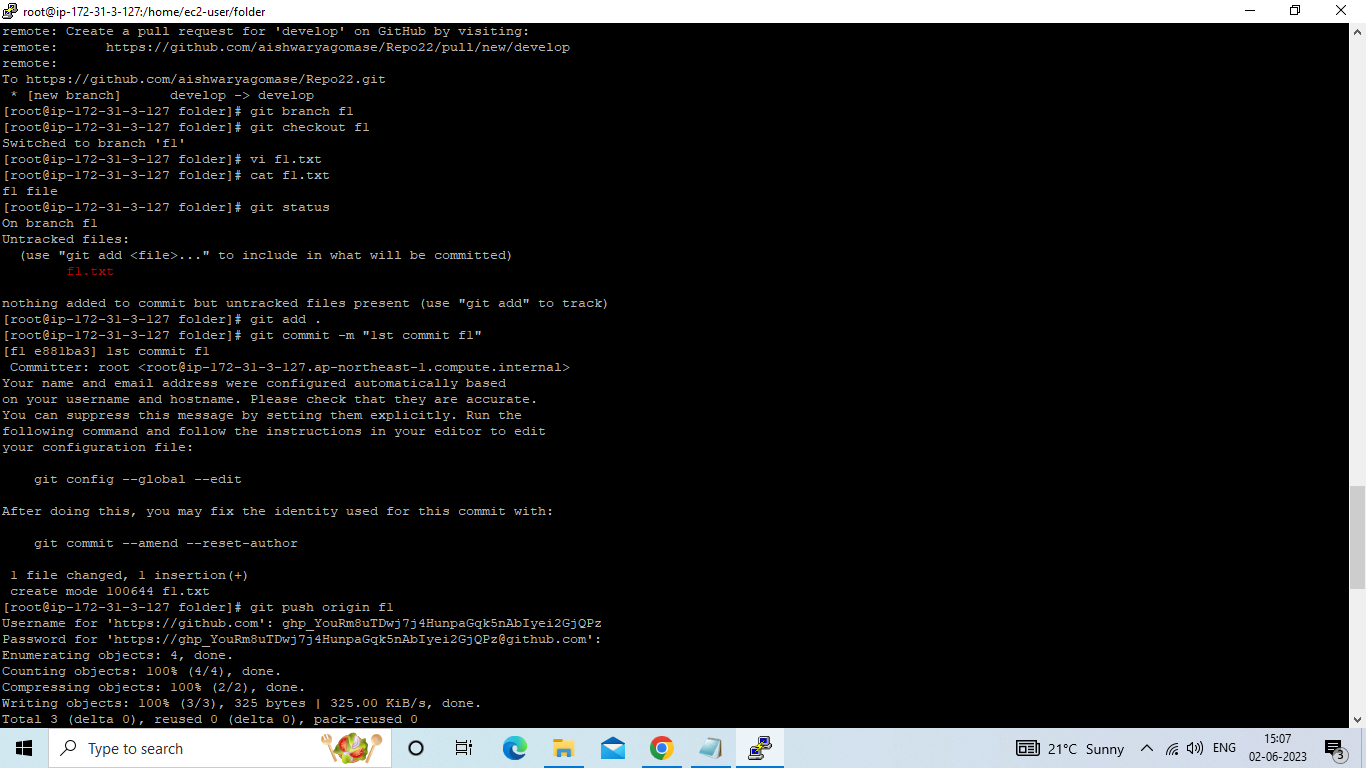 root@ip-172-31-3-127:/home/ec2-user/folder
remote: Create a pull request for 'develop' on GitHub by visiting:
remote:      https://github.com/aishwaryagomase/Repo22/pull/new/develop
remote:
To https://github.com/aishwaryagomase/Repo22.git
 * [new branch]      develop -> develop
[root@ip-172-31-3-127 folder]# git branch f1
[root@ip-172-31-3-127 folder]# git checkout f1
Switched to branch 'f1'
[root@ip-172-31-3-127 folder]# vi f1.txt
[root@ip-172-31-3-127 folder]# cat f1.txt
f1 file
[root@ip-172-31-3-127 folder]# git status
On branch f1
Untracked files:
  (use "git add <file>..." to include in what will be committed)
        f1.txt
nothing added to commit but untracked files present (use "git add" to track)
[root@ip-172-31-3-127 folder]# git add .
[root@ip-172-31-3-127 folder]# git commit -m "1st commit f1"
[f1 e881ba3] 1st commit f1
 Committer: root <root@ip-172-31-3-127.ap-northeast-1.compute.internal>
Your name and email address were configured automatically based
on your username and hostname. Please check that they are accurate.
You can suppress this message by setting them explicitly. Run the
following command and follow the instructions in your editor to edit
your configuration file:
    git config --global --edit
After doing this, you may fix the identity used for this commit with:
    git commit --amend --reset-author
 1 file changed, 1 insertion(+)
 create mode 100644 f1.txt
[root@ip-172-31-3-127 folder]# git push origin f1
Username for 'https://github.com': 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
Password for 'https://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@github.com':
Enumerating objects: 4, done.
Counting objects: 100% (4/4), done.
Compressing objects: 100% (2/2), done.
Writing objects: 100% (3/3), 325 bytes | 325.00 KiB/s, done.
Total 3 (delta 0), reused 0 (delta 0), pack-reused 0
Type to search
21°C Sunny
ENG
15:07
02-06-2023
3